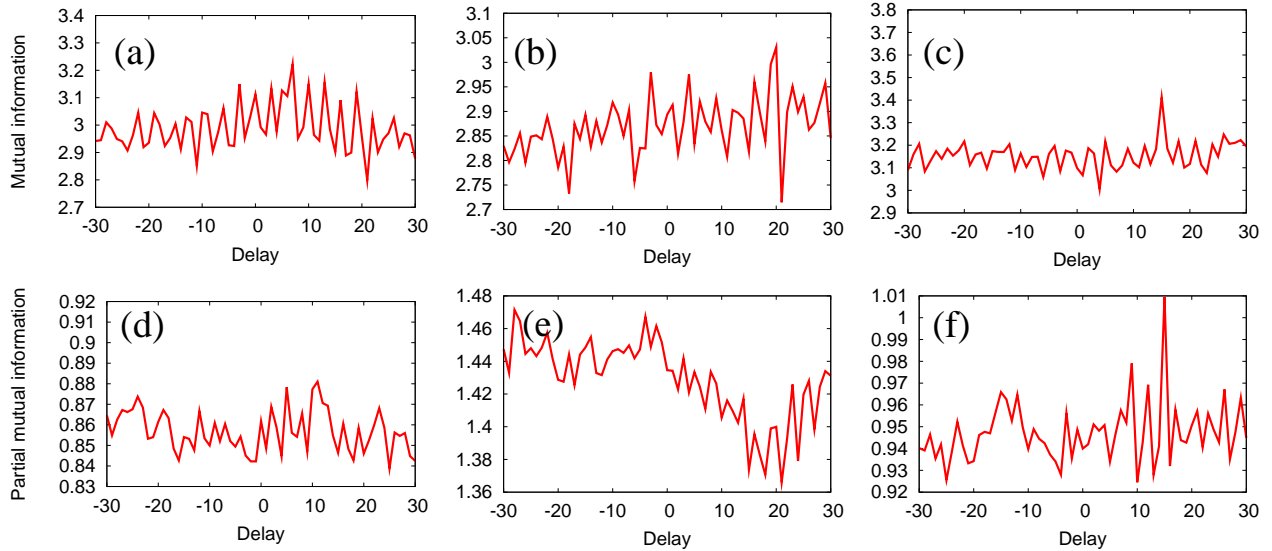 Mutual information
3.4
3.3
3.2
3.1
3
2.9
2.8
2.7
(a)
-30 -20 -10 0 10 20 30
Delay
3.1
3.05
3
2.95
2.9
2.85
2.8
2.75
2.7
(b)
-30 -20 -10 0 10 20 30
Delay
3.8
3.7
3.6
3.5
3.4
3.3
3.2
3.1
3
2.9
(c)
-30 -20 -10 0 10 20 30
Delay
Partial mutual information
0.92
0.91
0.9
0.89
0.88
0.87
0.86
0.85
0.84
0.83
(d)
-30 -20 -10 0 10 20 30
Delay
1.48
1.46
1.44
1.42
1.4
1.38
1.36
(e)
-30 -20 -10 0 10 20 30
Delay
1.01
1
0.99
0.98
0.97
0.96
0.95
0.94
0.93
0.92
(f)
-30 -20 -10 0 10 20 30
Delay